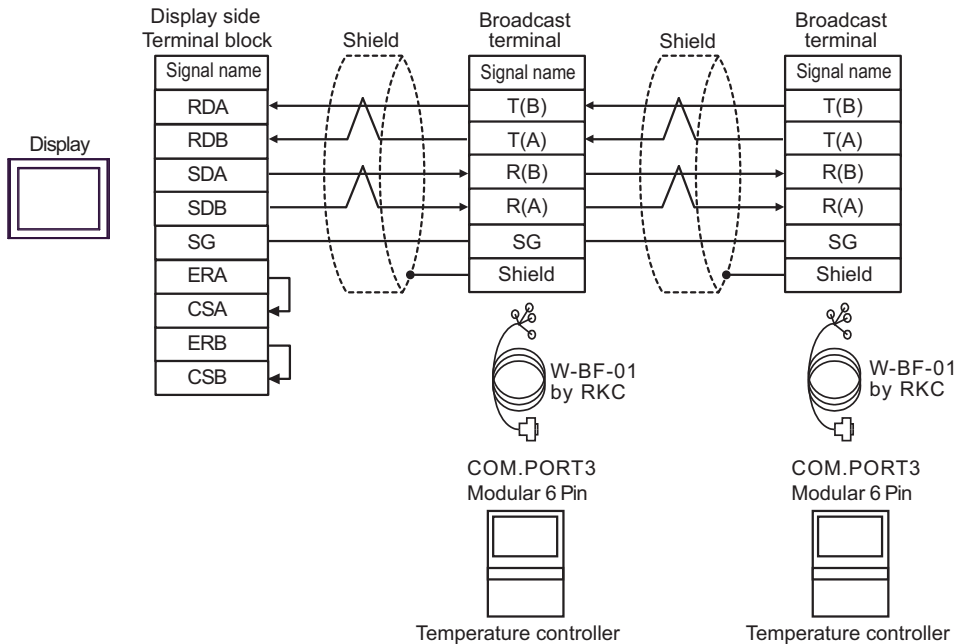 Display side
Terminal block
Shield
Broadcast
terminal
Shield
Broadcast
terminal
Signal name
Signal name
Signal name
RDA
T(B)
T(B)
RDB
T(A)
T(A)
Display
SDA
R(B)
R(B)
SDB
R(A)
R(A)
SG
SG
SG
ERA
Shield
Shield
CSA
ERB
CSB
W-BF-01
by RKC
W-BF-01
by RKC
COM.PORT3
Modular 6 Pin
COM.PORT3
Modular 6 Pin
Temperature controller
Temperature controller